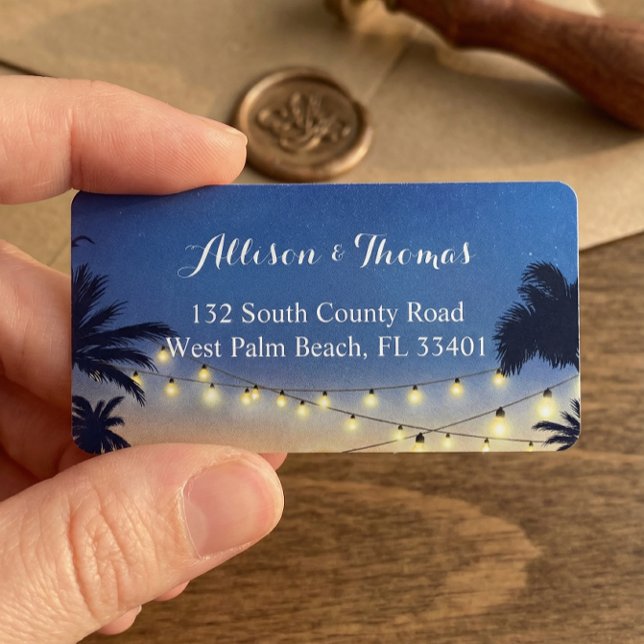 Allison & Thomas
132 South County Road
West Palm Beach, FL 33401